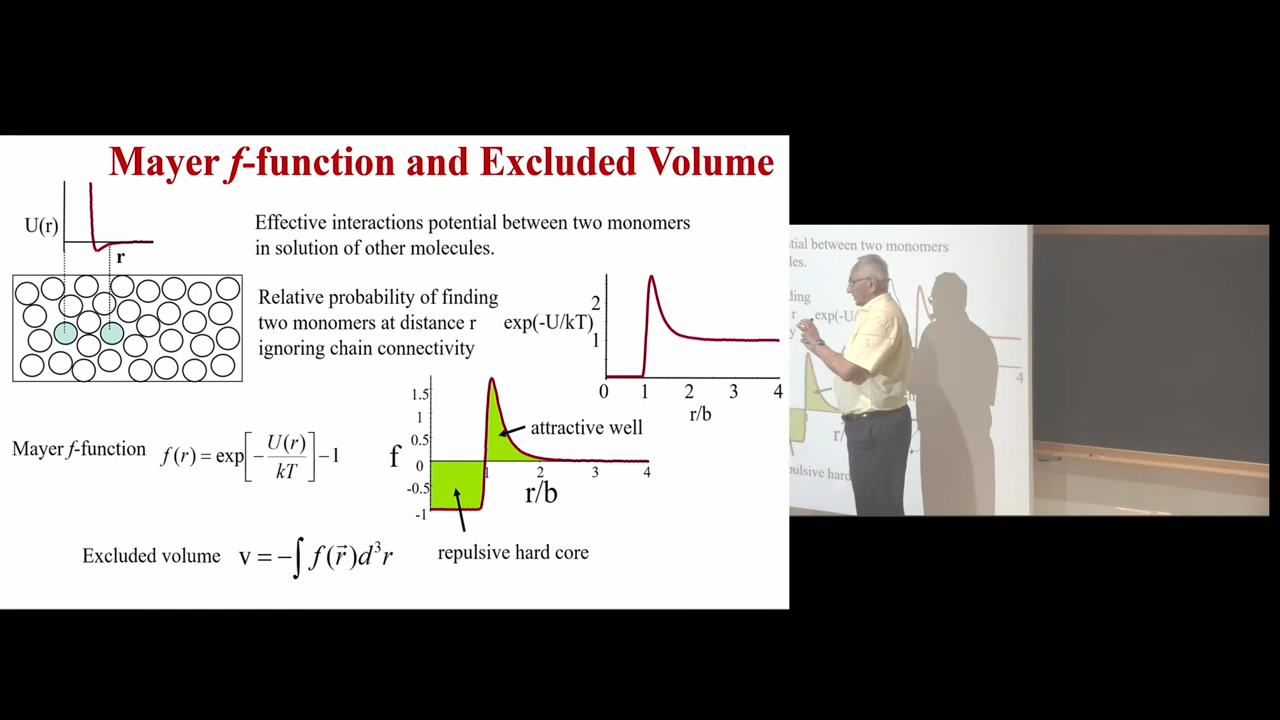 Mayer f-function and Excluded Volume
U(r)
r
Effective interactions potential between two monomers
in solution of other molecules.
Relative probability of finding
two monomers at distance r
ignoring chain connectivity
exp(-U/kT)
2
1
0 1 2 3 4
r/b
Mayer f-function f(r) = exp[-U(r)/kT] -1
f
1.5
1
0.5
0
-0.5
-1
1 2 3 4
r/b
attractive well
repulsive hard core
Excluded volume v = -∫ f(r⃗)d³r
tial between two monomers
les.
ding
r exp(-U/
y
4
r/
pulsive hard